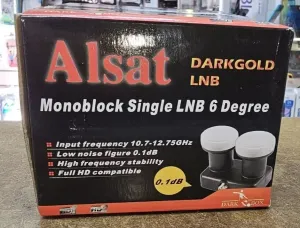 Alsat
DARKGOLD
LNB
Monoblock Single LNB 6 Degree
Input frequency 10.7-12.75GHz
Low noise figure 0.1dB
High frequency stability
Full HD compatible
0.1dB